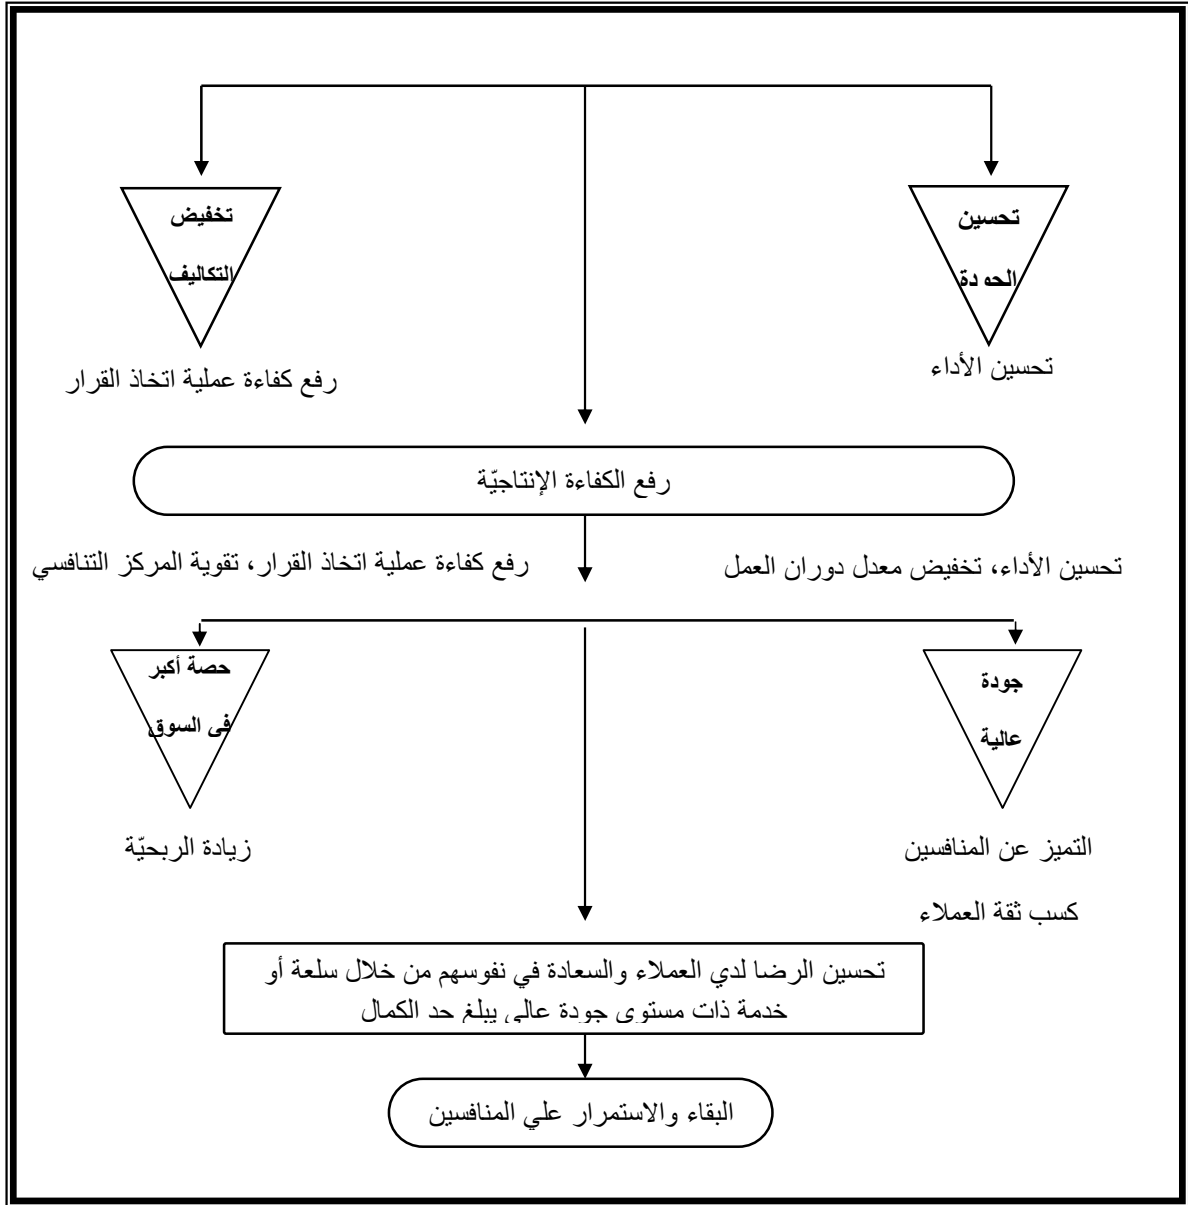 تحسين
الجودة
تخفيض
التكاليف
تحسين الأداء
رفع كفاءة عملية اتخاذ القرار
رفع الكفاءة الإنتاجيّة
تحسين الأداء، تخفيض معدل دوران العمل
رفع كفاءة عملية اتخاذ القرار، تقوية المركز التنافسي
جودة
عالية
حصة أكبر
في السوق
التميز عن المنافسين
كسب ثقة العملاء
زيادة الربحيّة
تحسين الرضا لدي العملاء والسعادة في نفوسهم من خلال سلعة أو
خدمة ذات مستوى جودة عالي يبلغ حد الكمال
البقاء والاستمرار علي المنافسين